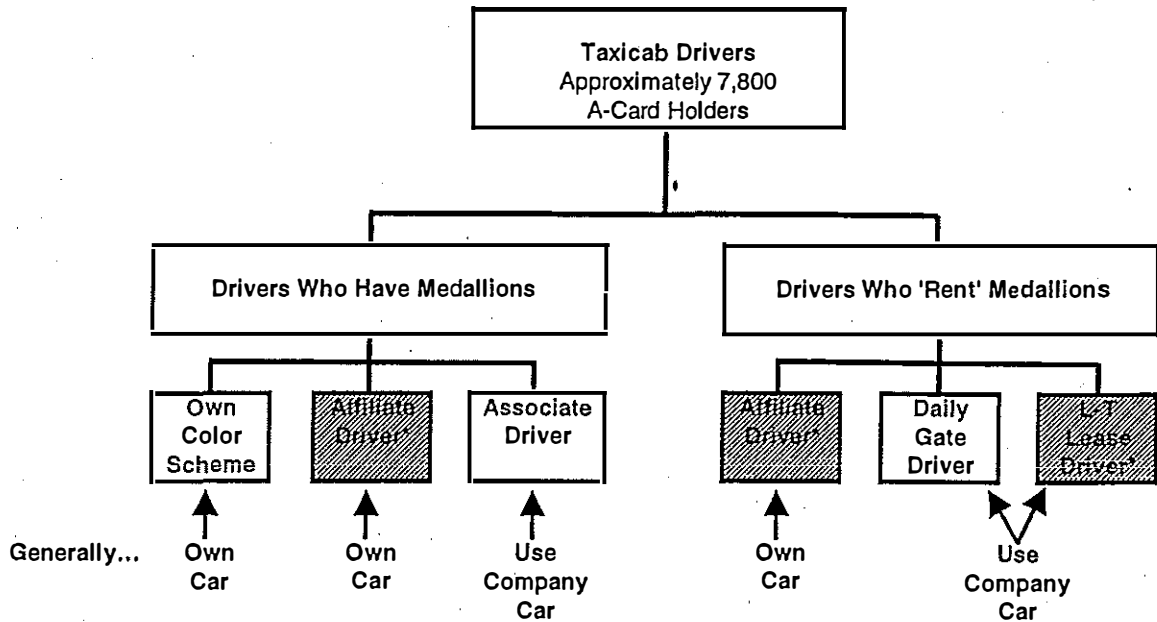 Taxicab Drivers
Approximately 7,800
A-Card Holders
Drivers Who Have Medallions
Drivers Who 'Rent' Medallions
Own
Color
Scheme
Affiliate
Driver*
Associate
Driver
Affiliate
Driver*
Daily
Gate
Driver
L-T
Lease
Driver*
Generally...
Own
Car
Own
Car
Use
Company
Car
Own
Car
Use
Company
Car